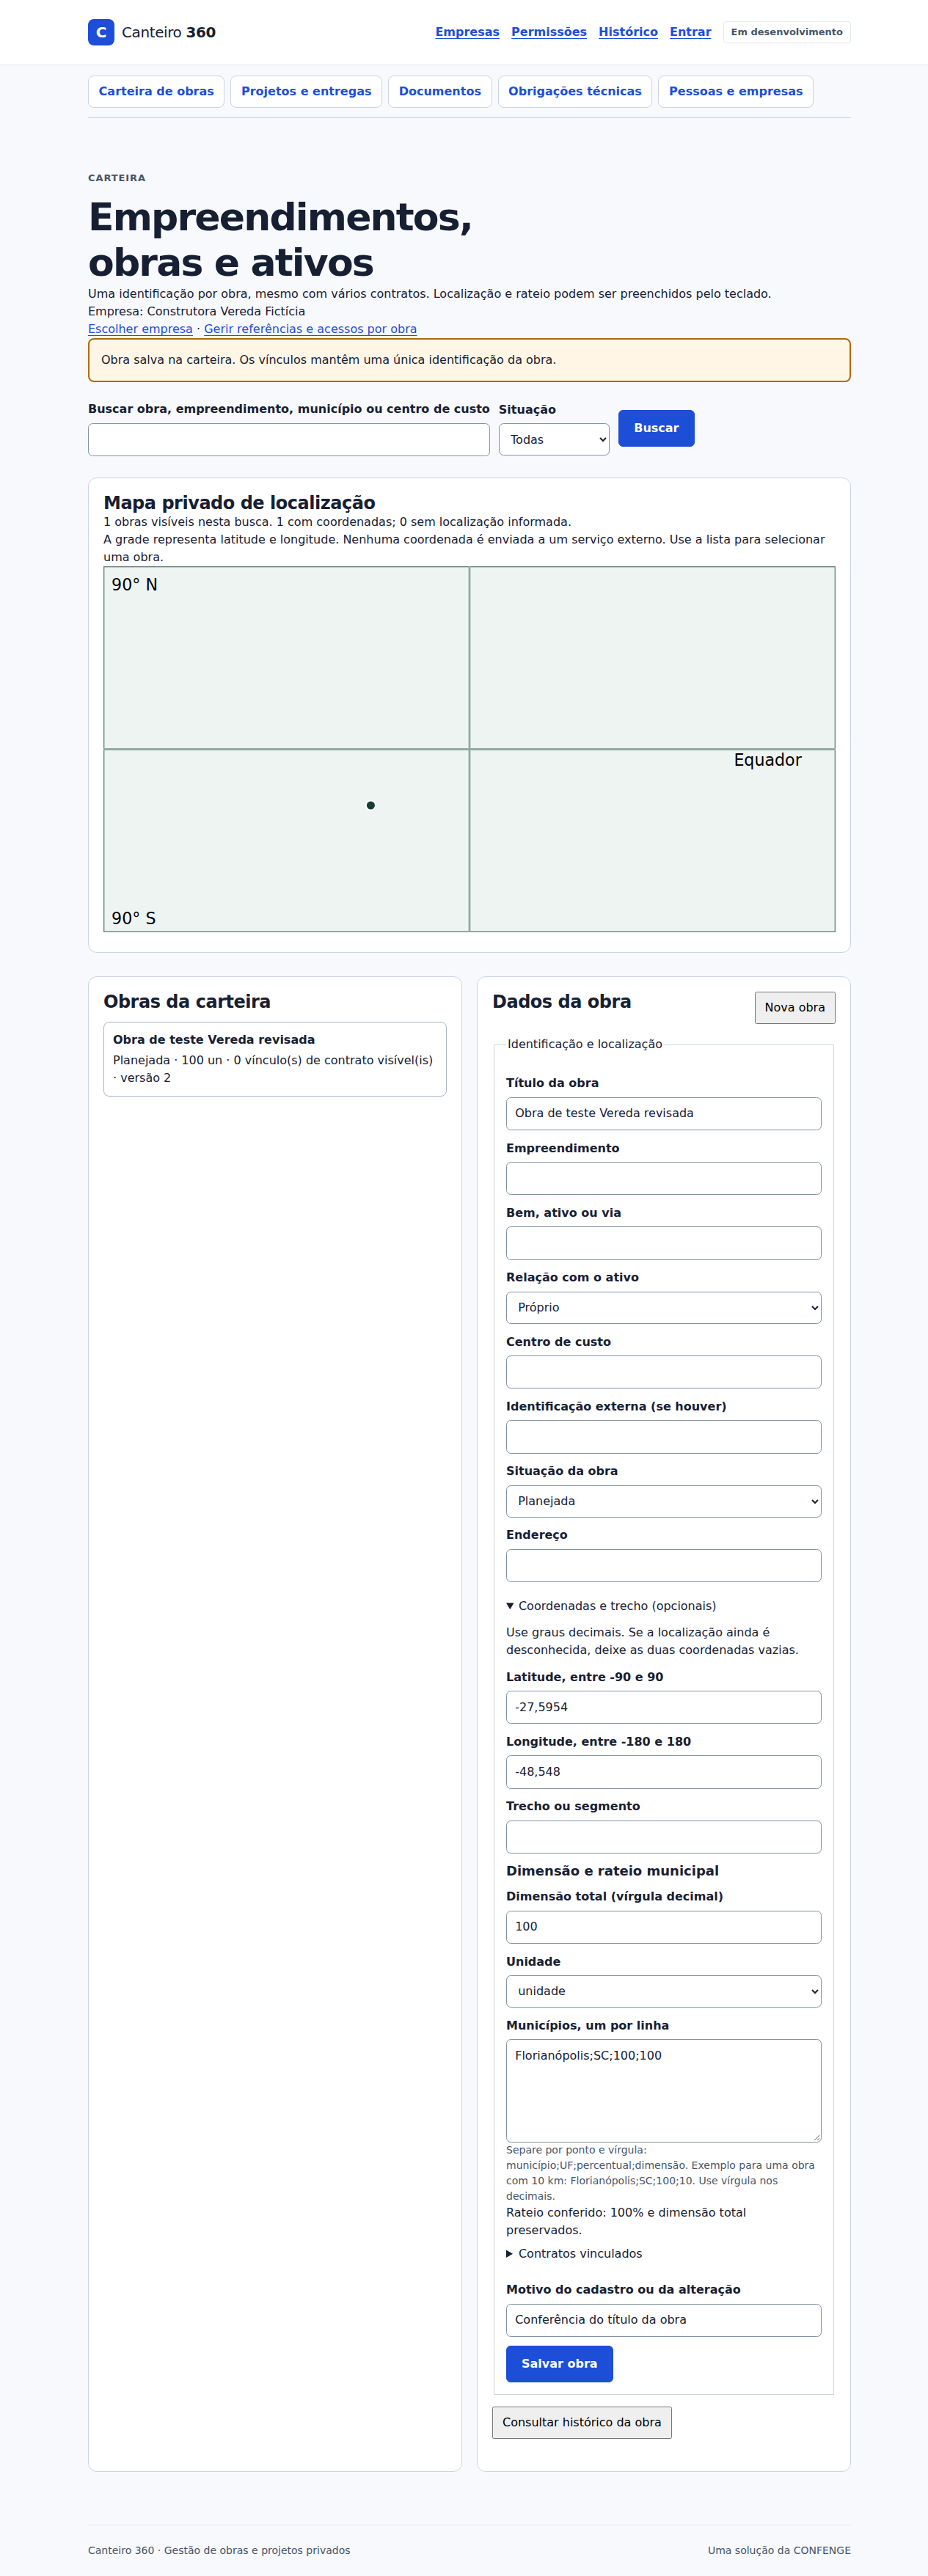 C Canteiro 360
Empresas Permissões Histórico Entrar Em desenvolvimento
Carteira de obras Projetos e entregas Documentos Obrigações técnicas Pessoas e empresas
CARTEIRA
Empreendimentos,
obras e ativos
Uma identificação por obra, mesmo com vários contratos. Localização e rateio podem ser preenchidos pelo teclado.
Empresa: Construtora Vereda Fictícia
Escolher empresa · Gerir referências e acessos por obra
Obra salva na carteira. Os vínculos mantêm uma única identificação da obra.
Buscar obra, empreendimento, município ou centro de custo
Situação
Todas
Buscar
Mapa privado de localização
1 obras visíveis nesta busca. 1 com coordenadas; 0 sem localização informada.
A grade representa latitude e longitude. Nenhuma coordenada é enviada a um serviço externo. Use a lista para selecionar
uma obra.
90° N
Equador
90° S
Obras da carteira
Obra de teste Vereda revisada
Planejada · 100 un · 0 vínculo(s) de contrato visível(is)
· versão 2
Dados da obra
Nova obra
Identificação e localização
Título da obra
Obra de teste Vereda revisada
Empreendimento
Bem, ativo ou via
Relação com o ativo
Próprio
Centro de custo
Identificação externa (se houver)
Situação da obra
Planejada
Endereço
Coordenadas e trecho (opcionais)
Use graus decimais. Se a localização ainda é
desconhecida, deixe as duas coordenadas vazias.
Latitude, entre -90 e 90
-27,5954
Longitude, entre -180 e 180
-48,548
Trecho ou segmento
Dimensão e rateio municipal
Dimensão total (vírgula decimal)
100
Unidade
unidade
Municípios, um por linha
Florianópolis;SC;100;100
Separe por ponto e vírgula:
município;UF;percentual;dimensão. Exemplo para uma obra
com 10 km: Florianópolis;SC;100;10. Use vírgula nos
decimais.
Rateio conferido: 100% e dimensão total
preservados.
Contratos vinculados
Motivo do cadastro ou da alteração
Conferência do título da obra
Salvar obra
Consultar histórico da obra
Canteiro 360 · Gestão de obras e projetos privados
Uma solução da CONFENGE